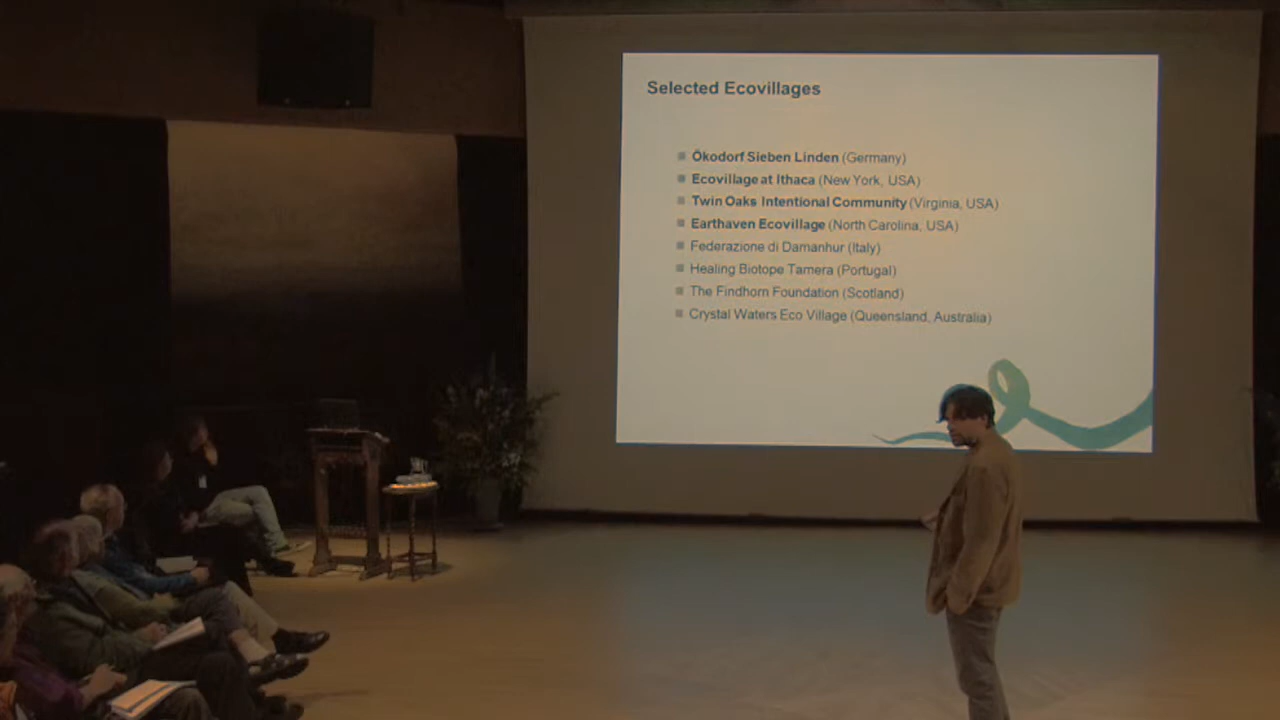 Selected Ecovillages
Ökodorf Sieben Linden (Germany)
Ecovillage at Ithaca (New York, USA)
Twin Oaks Intentional Community (Virginia, USA)
Earthaven Ecovillage (North Carolina, USA)
Federazione di Damanhur (Italy)
Healing Biotope Tamera (Portugal)
The Findhorn Foundation (Scotland)
Crystal Waters Eco Village (Queensland, Australia)